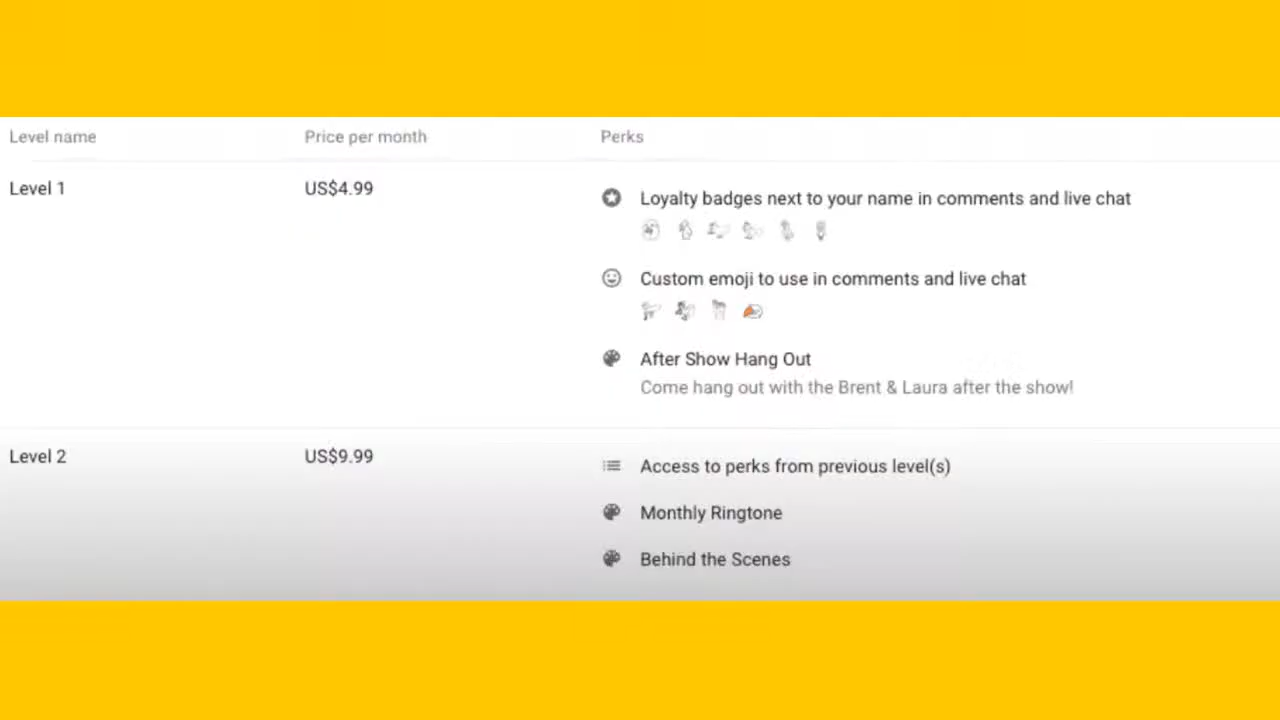 Level name Price per month Perks
Level 1 US$4.99 Loyalty badges next to your name in comments and live chat
Custom emoji to use in comments and live chat
After Show Hang Out
Come hang out with the Brent & Laura after the show!
Level 2 US$9.99 Access to perks from previous level(s)
Monthly Ringtone
Behind the Scenes